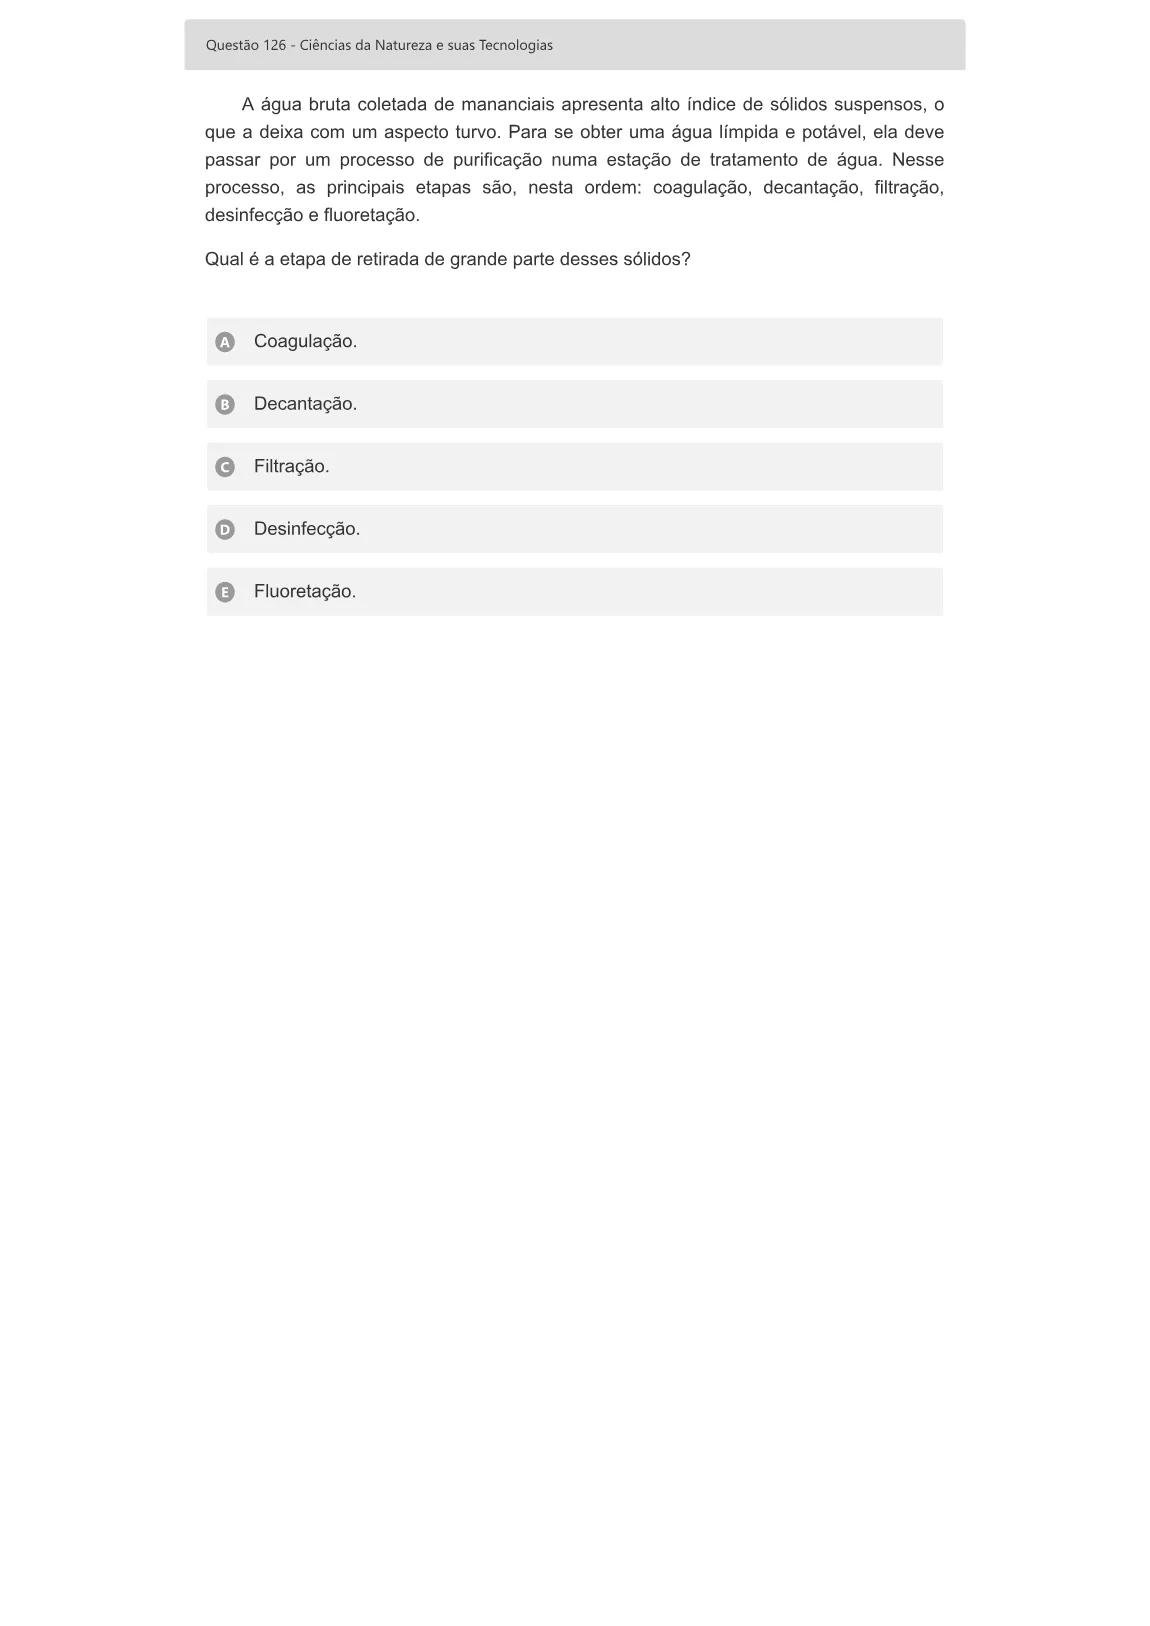 Questão 126 - Ciências da Natureza e suas Tecnologias
A água bruta coletada de mananciais apresenta alto índice de sólidos suspensos, o
que a deixa com um aspecto turvo. Para se obter uma água límpida e potável, ela deve
passar por um processo de purificação numa estação de tratamento de água. Nesse
processo, as principais etapas são, nesta ordem: coagulação, decantação, filtração,
desinfecção e fluoretação.
Qual é a etapa de retirada de grande parte desses sólidos?
A Coagulação.
B Decantação.
C Filtração.
D Desinfecção.
E Fluoretação.